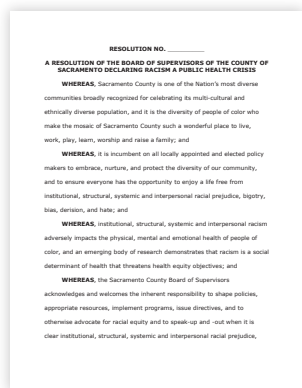 RESOLUTION NO. __________
A RESOLUTION OF THE BOARD OF SUPERVISORS OF THE COUNTY OF
SACRAMENTO DECLARING RACISM A PUBLIC HEALTH CRISIS
WHEREAS, Sacramento County is one of the Nation's most diverse
communities broadly recognized for celebrating its multi-cultural and
ethnically diverse population, and it is the diversity of people of color who
make the mosaic of Sacramento County such a wonderful place to live,
work, play, learn, worship and raise a family; and
WHEREAS, it is incumbent on all locally appointed and elected policy
makers to embrace, nurture, and protect the diversity of our community,
and to ensure everyone has the opportunity to enjoy a life free from
institutional, structural, systemic and interpersonal racial prejudice, bigotry,
bias, derision, and hate; and
WHEREAS, institutional, structural, systemic and interpersonal racism
adversely impacts the physical, mental and emotional health of people of
color, and an emerging body of research demonstrates that racism is a social
determinant of health that threatens health equity objectives; and
WHEREAS, the Sacramento County Board of Supervisors
acknowledges and welcomes the inherent responsibility to shape policies,
appropriate resources, implement programs, issue directives, and to
otherwise advocate for racial equity and to speak-up and -out when it is
clear institutional, structural, systemic and interpersonal racial prejudice,